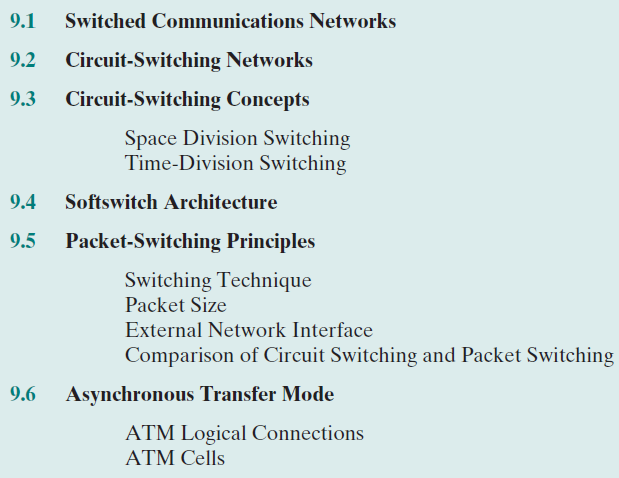 9.1 Switched Communications Networks
9.2 Circuit-Switching Networks
9.3 Circuit-Switching Concepts
Space Division Switching
Time-Division Switching
9.4 Softswitch Architecture
9.5 Packet-Switching Principles
Switching Technique
Packet Size
External Network Interface
Comparison of Circuit Switching and Packet Switching
9.6 Asynchronous Transfer Mode
ATM Logical Connections
ATM Cells